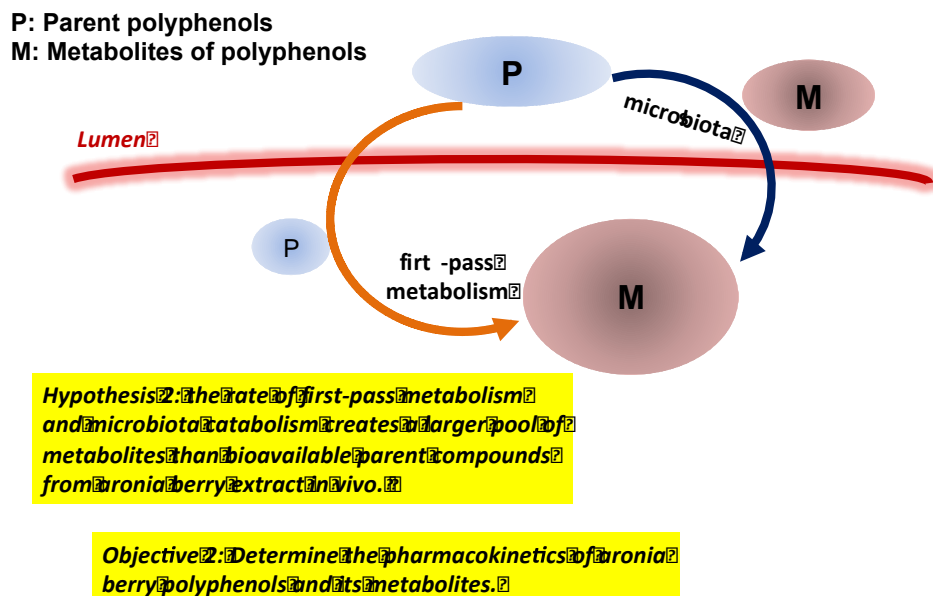 P: Parent polyphenols
M: Metabolites of polyphenols
P
M
microbiota
Lumen
P
firt -pass
metabolism
M
Hypothesis 2: the rate of first-pass metabolism
and microbiota catabolism creates a larger pool of
metabolites than bioavailable parent compounds
from aronia berry extract in vivo.
Objective 2: Determine the pharmacokinetics of aronia
berry polyphenols and its metabolites.